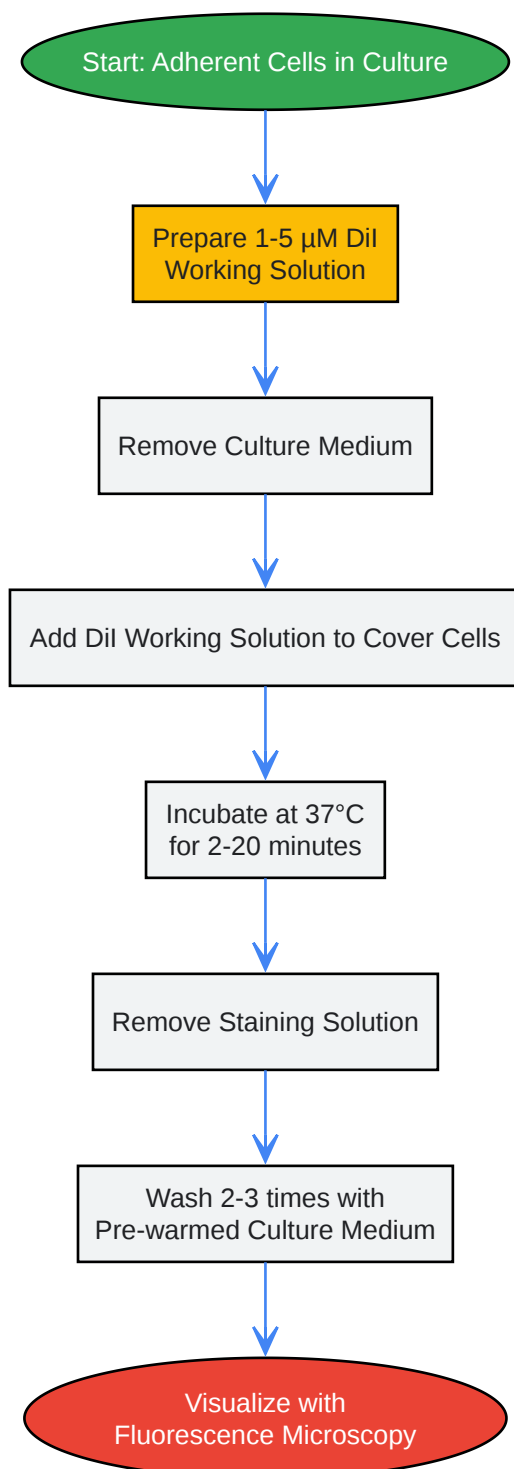 Start: Adherent Cells in Culture
Prepare 1-5 µM DiI
Working Solution
Remove Culture Medium
Add DiI Working Solution to Cover Cells
Incubate at 37°C
for 2-20 minutes
Remove Staining Solution
Wash 2-3 times with
Pre-warmed Culture Medium
Visualize with
Fluorescence Microscopy